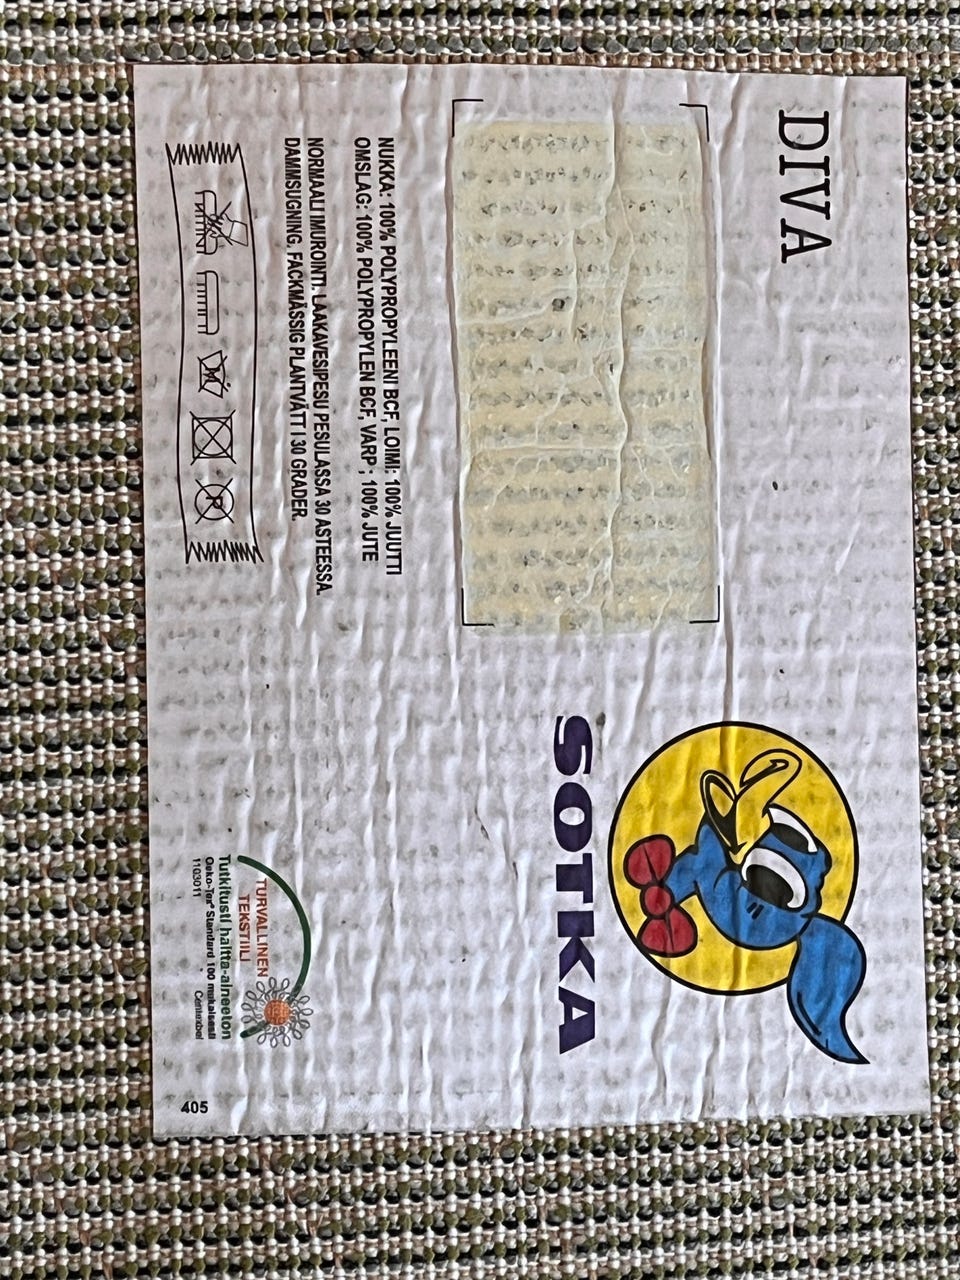 DIVA
NUKKA: 100% POLYPROPYLEENI BCF, LOIMI: 100% JUUTTI
OMSLAG: 100% POLYPROPYLEN BCF, VARP ; 100% JUTE
NORMAALI IMUROINTI. LAAKAVESIPESU PESULASSA 30 ASTEESSA.
DAMMSUGNING. FACKMÄSSIG PLANTVÄTT I 30 GRADER.
P
SOTKA
TURVALLINEN
TEKSTIILI
Tutkitusti haitta-aineeton
Oeko-Tex® Standard 100 mukaisesti
1103011 Centexbel
405